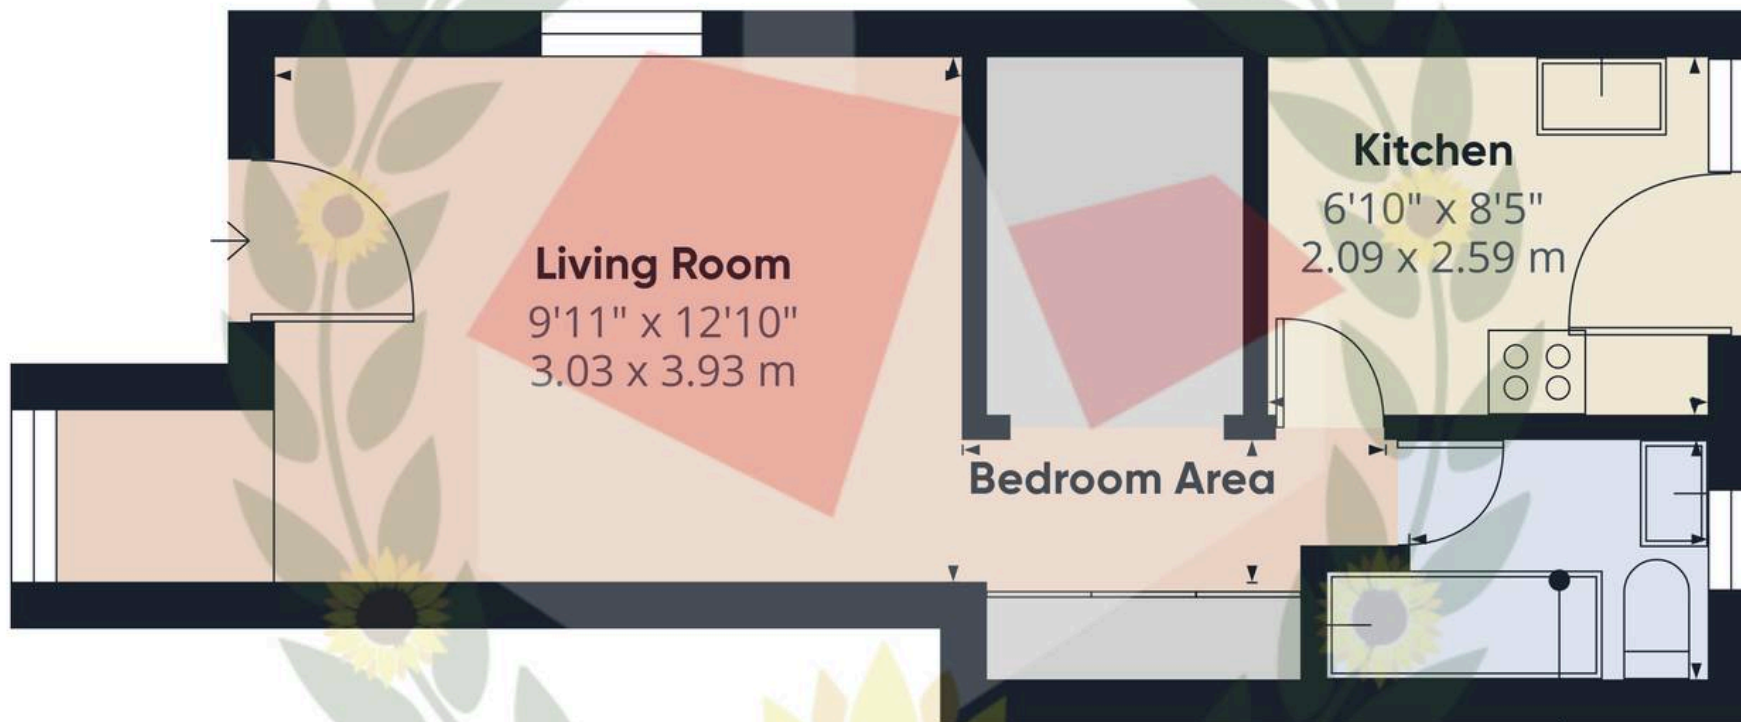 Living Room
9'11" x 12'10"
3.03 x 3.93 m
Bedroom Area
Kitchen
6'10" x 8'5"
2.09 x 2.59 m